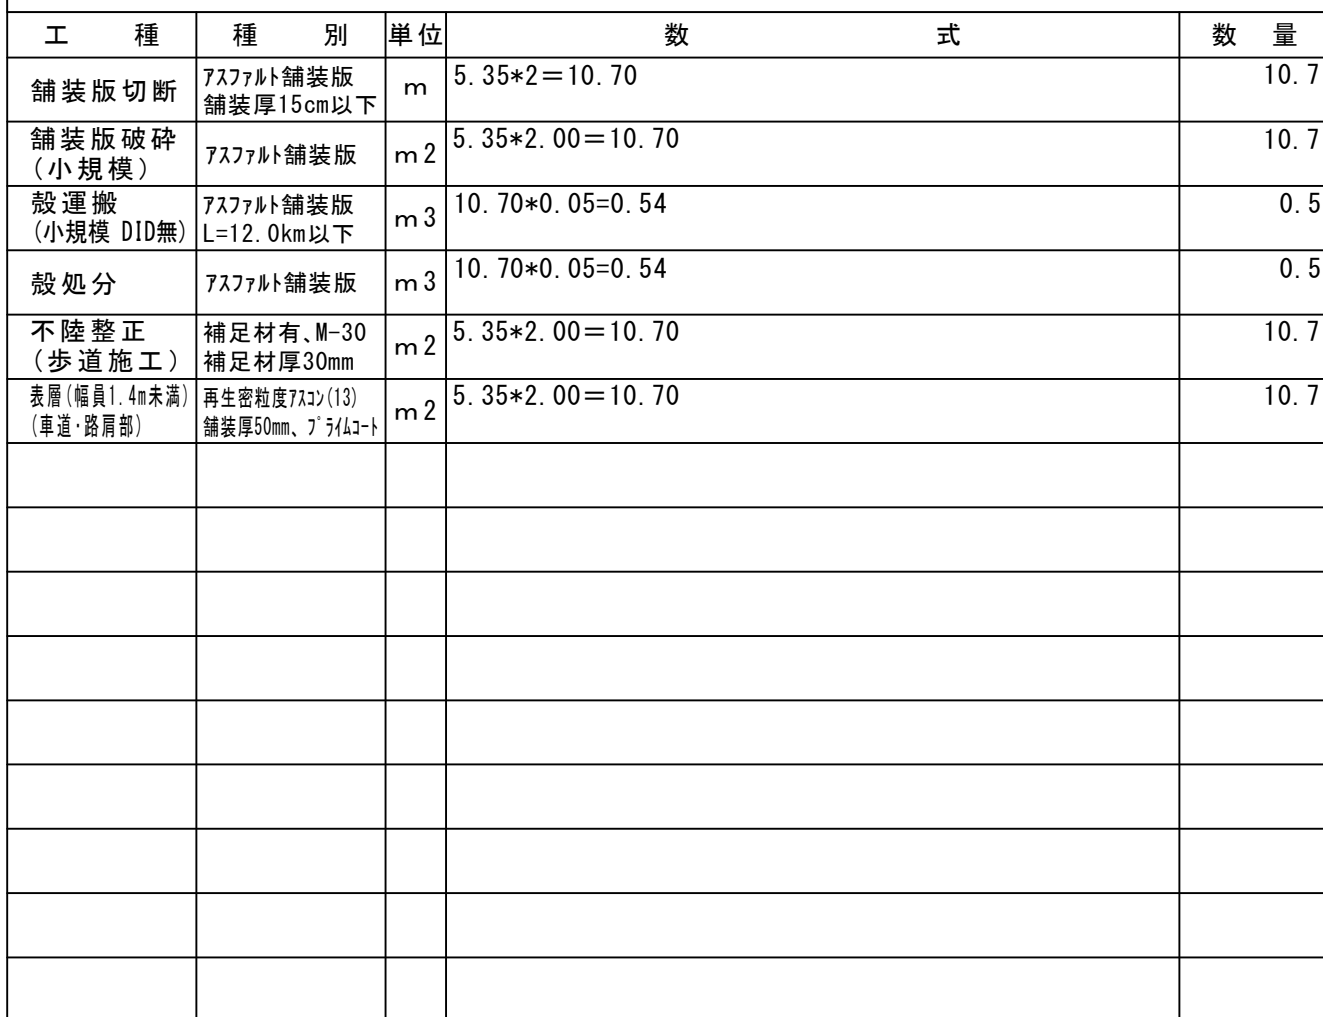 工種 種別 単位 数式 数量
舗装版切断 ｱｽﾌｧﾙﾄ舗装版 m 5.35*2＝10.70 10.7
舗装厚15cm以下
舗装版破砕 ｱｽﾌｧﾙﾄ舗装版 m2 5.35*2.00＝10.70 10.7
(小規模)
殻運搬 ｱｽﾌｧﾙﾄ舗装版 m3 10.70*0.05=0.54 0.5
(小規模 DID無) L=12.0km以下
殻処分 ｱｽﾌｧﾙﾄ舗装版 m3 10.70*0.05=0.54 0.5
不陸整正 補足材有､M-30 m2 5.35*2.00＝10.70 10.7
(歩道施工) 補足材厚30mm
表層(幅員1.4m未満) 再生密粒度ｱｽｺﾝ(13) m2 5.35*2.00＝10.70 10.7
(車道･路肩部) 舗装厚50mm、ﾌﾟﾗｲﾑｺｰﾄ